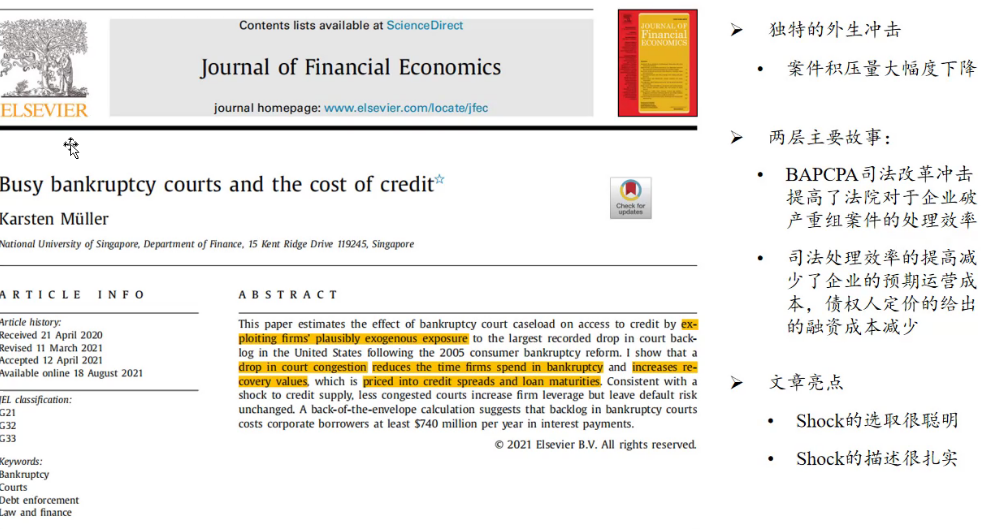 Contents lists available at ScienceDirect
Journal of Financial Economics
journal homepage: www.elsevier.com/locate/jfec
ELSEVIER
JOURNAL OF
Financial
ECONOMICS
Busy bankruptcy courts and the cost of credit☆
Karsten Müller
National University of Singapore, Department of Finance, 15 Kent Ridge Drive 119245, Singapore
Check for
updates
ARTICLE INFO
Article history:
Received 21 April 2020
Revised 11 March 2021
Accepted 12 April 2021
Available online 18 August 2021
JEL classification:
G21
G32
G33
Keywords:
Bankruptcy
Courts
Debt enforcement
Law and finance
ABSTRACT
This paper estimates the effect of bankruptcy court caseload on access to credit by ex-
ploiting firms' plausibly exogenous exposure to the largest recorded drop in court back-
log in the United States following the 2005 consumer bankruptcy reform. I show that a
drop in court congestion reduces the time firms spend in bankruptcy and increases re-
covery values, which is priced into credit spreads and loan maturities. Consistent with a
shock to credit supply, less congested courts increase firm leverage but leave default risk
unchanged. A back-of-the-envelope calculation suggests that backlog in bankruptcy courts
costs corporate borrowers at least $740 million per year in interest payments.
© 2021 Elsevier B.V. All rights reserved.
➢ 独特的外生冲击
• 案件积压量大幅度下降
➢ 两层主要故事：
• BAPCPA司法改革冲击
提高了法院对于企业破
产重组案件的处理效率
• 司法处理效率的提高减
少了企业的预期运营成
本，债权人定价的给出
的融资成本减少
➢ 文章亮点
• Shock的选取很聪明
• Shock的描述很扎实